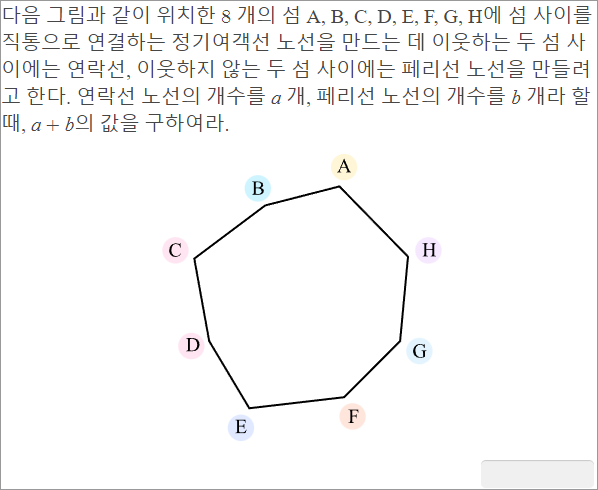 다음 그림과 같이 위치한 8 개의 섬 A, B, C, D, E, F, G, H에 섬 사이를
직통으로 연결하는 정기여객선 노선을 만드는 데 이웃하는 두 섬 사
이에는 연락선, 이웃하지 않는 두 섬 사이에는 페리선 노선을 만들려
고 한다. 연락선 노선의 개수를 a 개, 페리선 노선의 개수를 b 개라 할
때, a + b의 값을 구하여라.
A
B
C
H
D
G
F
E